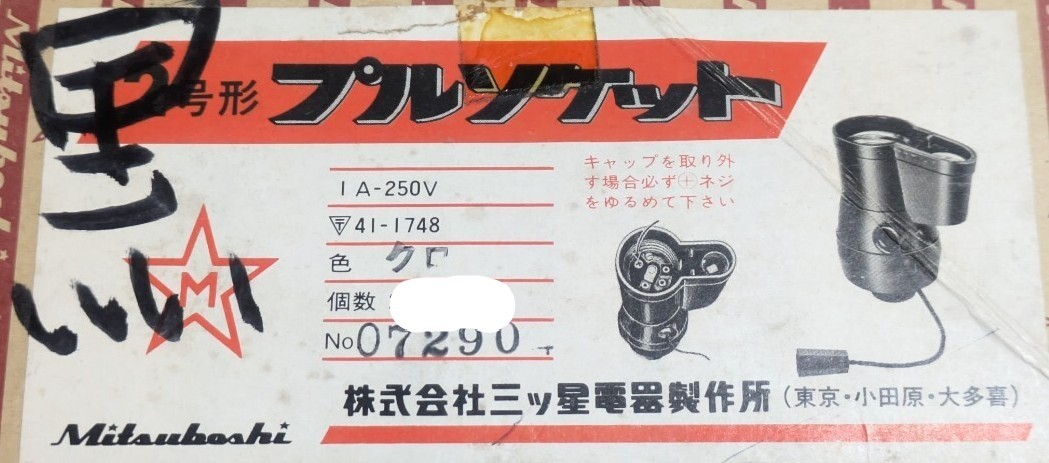 黒
2号形 プルソケット
1A-250V
〒41-1748
色 クロ
個数
No 07290
キャップを取り外
す場合必ず⊕ネジ
をゆるめて下さい
M
Mitsuboshi
株式会社三ッ星電器製作所(東京・小田原・大多喜)
Mitsuboshi